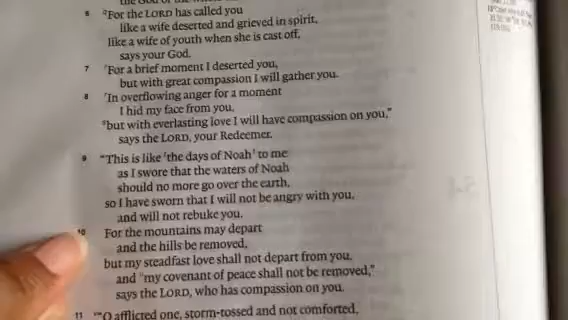 6 "For the LORD has called you
like a wife deserted and grieved in spirit,
like a wife of youth when she is cast off,
says your God.
7 For a brief moment I deserted you,
but with great compassion I will gather you.
8 In overflowing anger for a moment
I hid my face from you,
but with everlasting love I will have compassion on you,"
says the LORD, your Redeemer.
9 "This is like the days of Noah to me:
as I swore that the waters of Noah
should no more go over the earth,
so I have sworn that I will not be angry with you,
and will not rebuke you.
10 For the mountains may depart
and the hills be removed,
but my steadfast love shall not depart from you,
and my covenant of peace shall not be removed,"
says the LORD, who has compassion on you.
11 "O afflicted one, storm-tossed and not comforted,